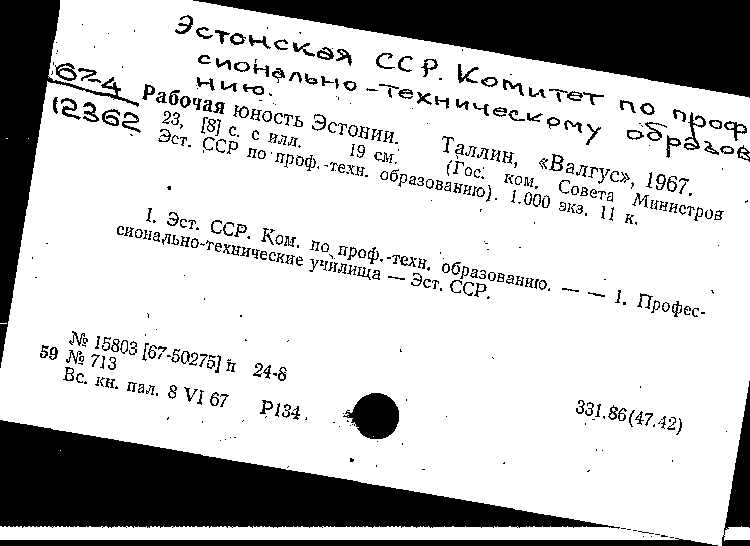 Эстонская ССР. Комитет по проф
сионально-техническому образов
нию.
67-4
12362
Рабочая юность Эстонии. Таллин, «Валгус», 1967.
23, [8] с. с илл. 19 см. (Гос. ком. Совета Министров
Эст. ССР по проф.-техн. образованию). 1.000 экз. 11 к.
I. Эст. ССР. Ком. по проф.-техн. образованию. — — 1. Профес-
сионально-технические училища — Эст. ССР.
№ 15803 [67-50275] п 24-8
59 № 713
Вс. кн. пал. 8 VI 67 Р134.
331.86(47.42)